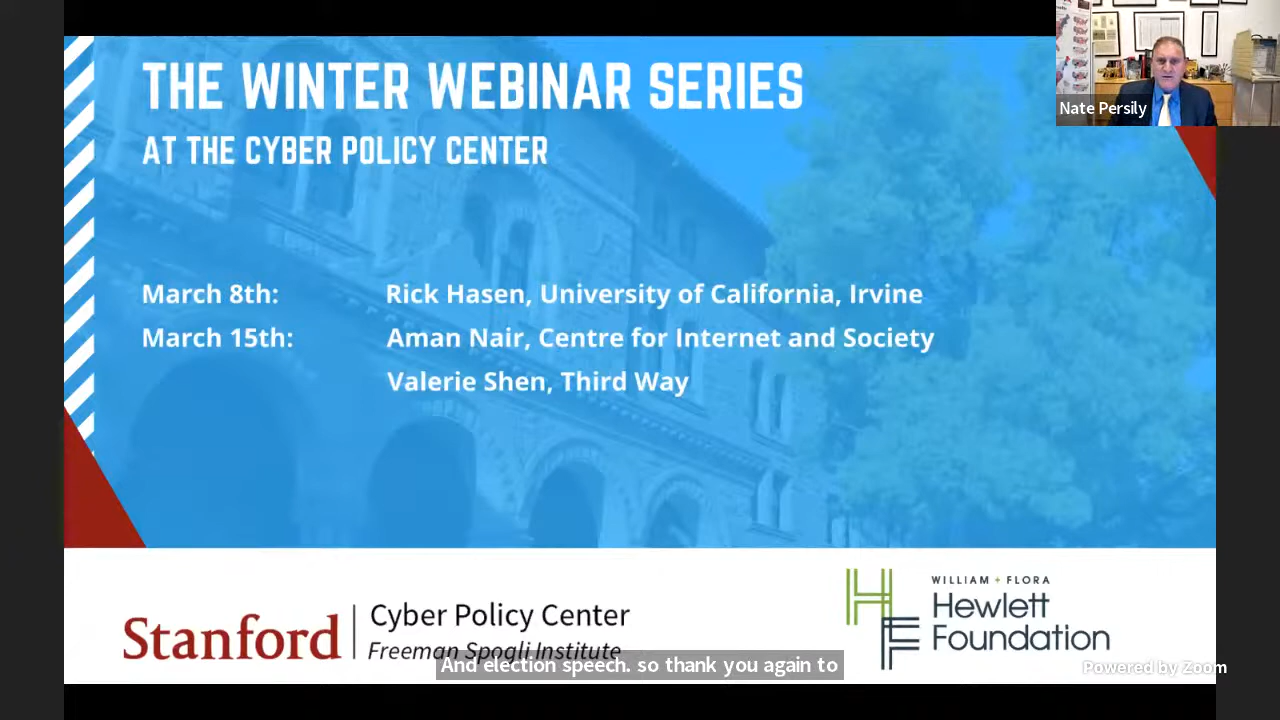 THE WINTER WEBINAR SERIES
AT THE CYBER POLICY CENTER
Nate Persily
March 8th: Rick Hasen, University of California, Irvine
March 15th: Aman Nair, Centre for Internet and Society
Valerie Shen, Third Way
Stanford | Cyber Policy Center
Freeman Spogli Institute
WILLIAM + FLORA
Hewlett
Foundation
And election speech. so thank you again to
Powered by Zoom